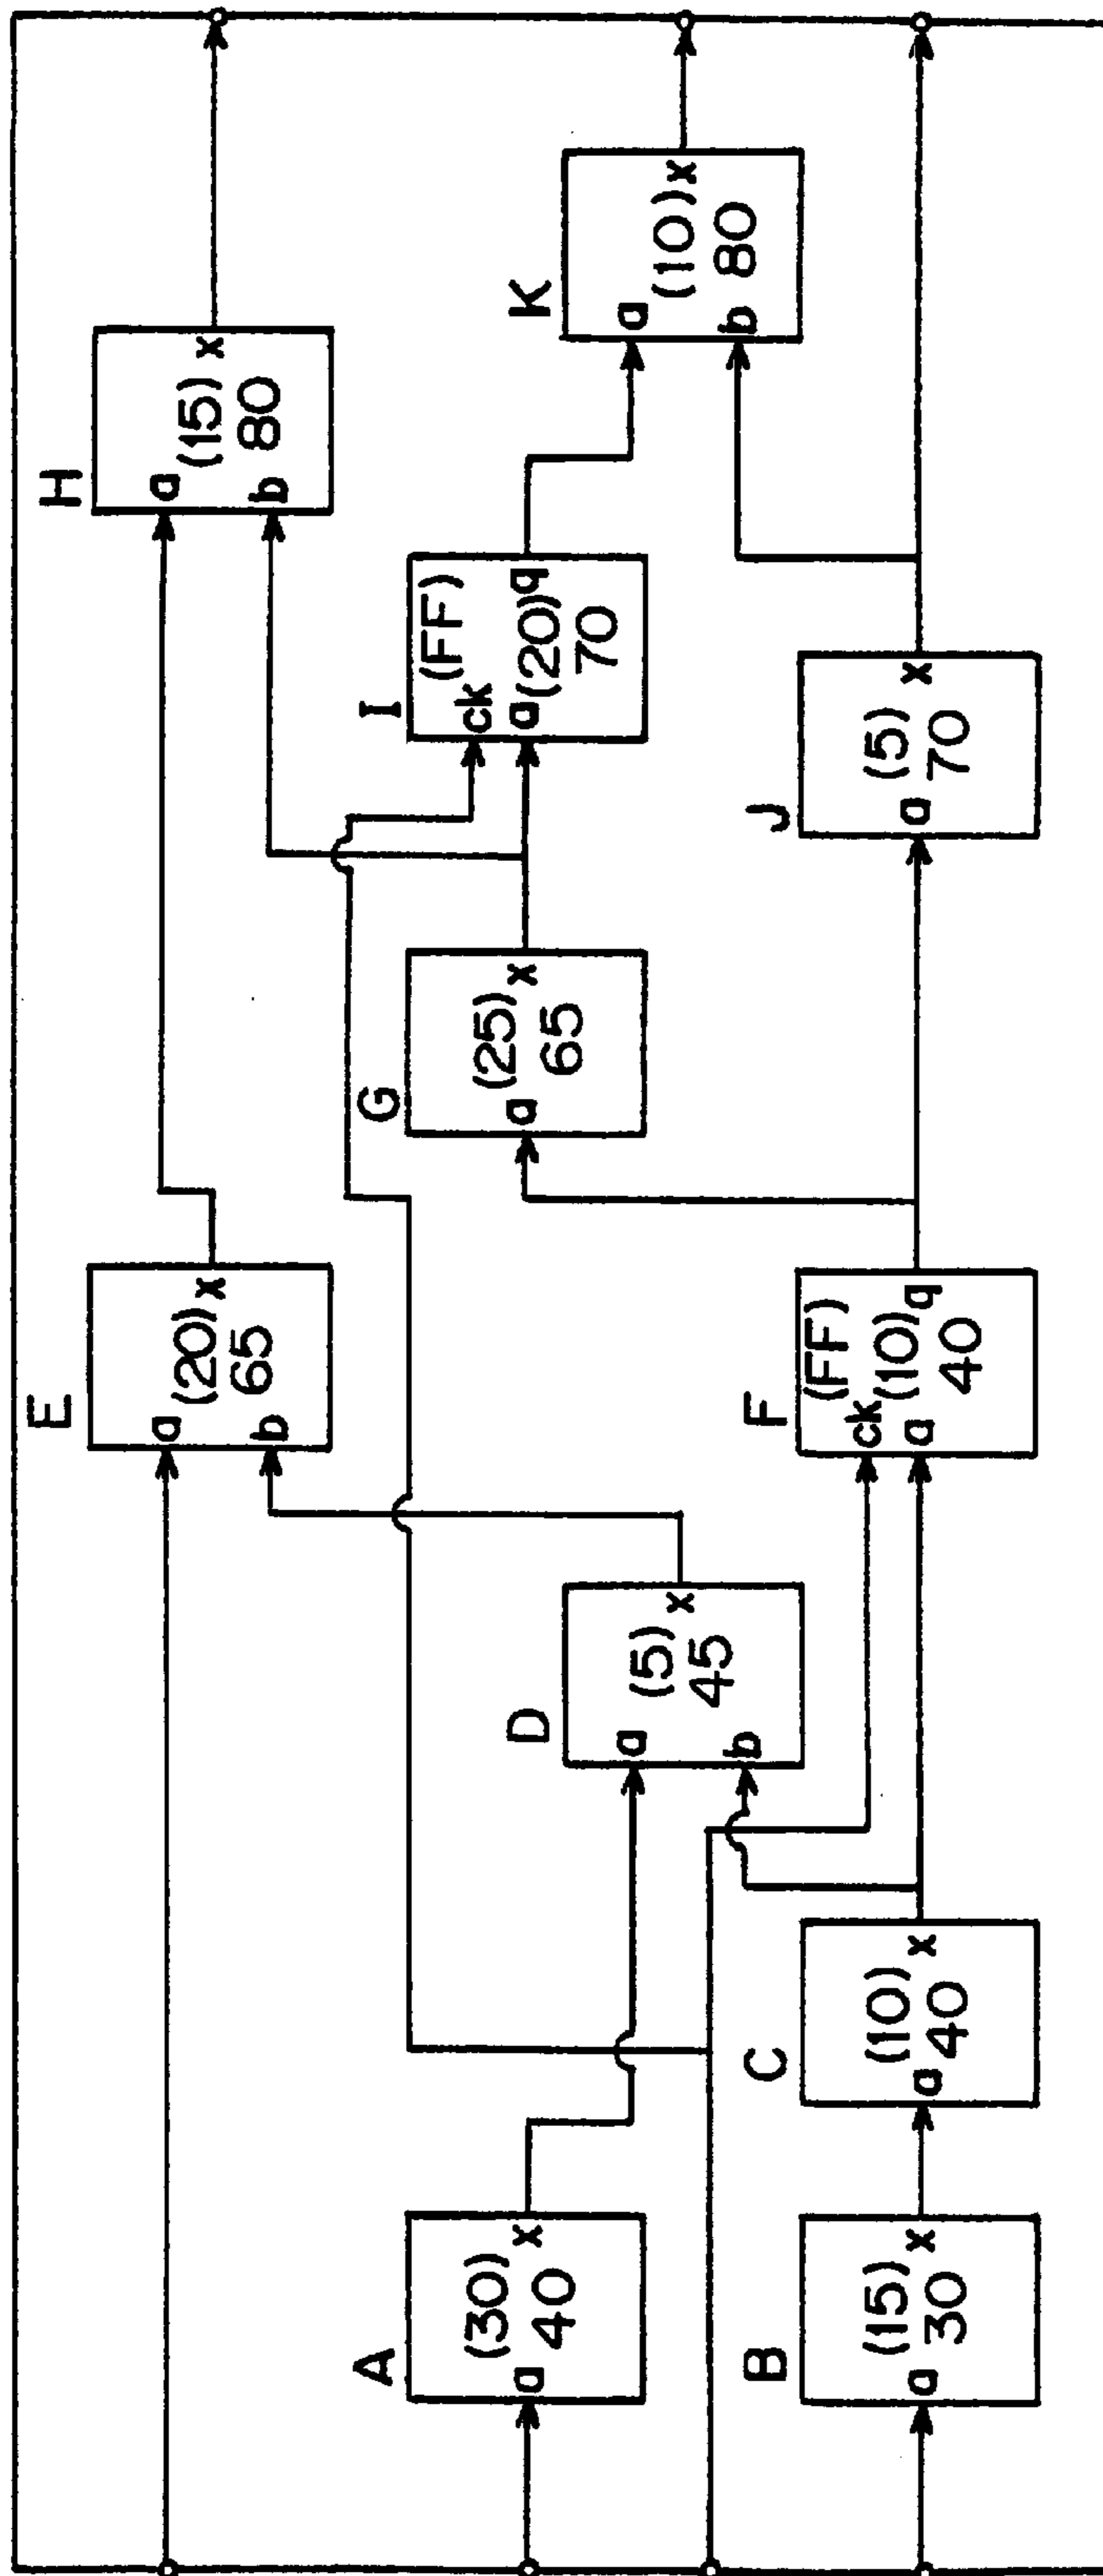 A
(30)
a x
40
B
(15)
a x
30
C
(10)
a x
40
D
a
(5)
x
45
b
E
a
(20)
x
65
b
F
(FF)
ck
(10)
a q
40
G
(25)
a x
65
H
a
(15)
x
80
b
I
(FF)
ck
a (20) q
70
J
(5)
a x
70
K
a
(10)
x
80
b